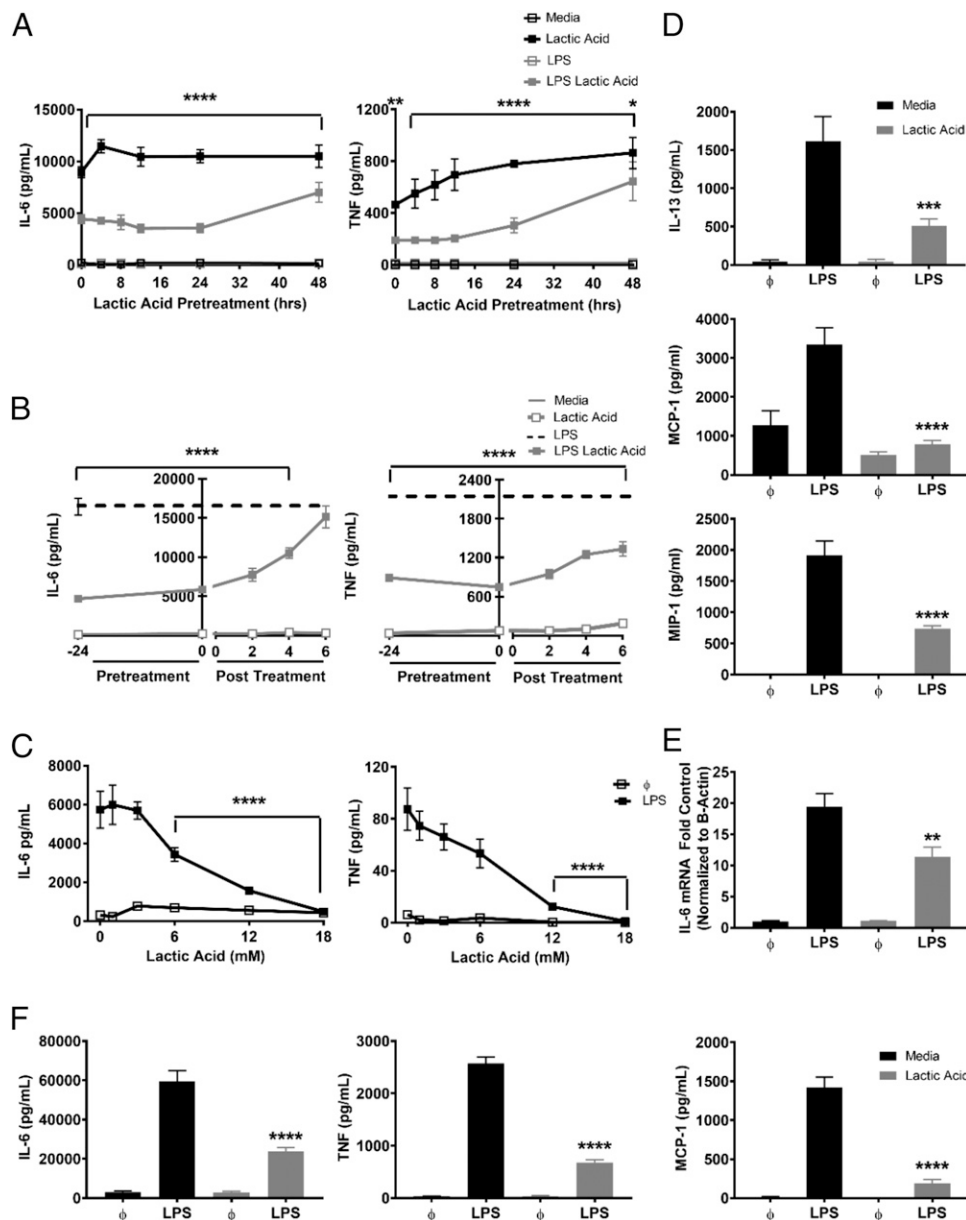 A
Media
Lactic Acid
LPS
LPS Lactic Acid
IL-6 (pg/mL)
15000
10000
5000
0
****
0 8 16 24 32 40 48
Lactic Acid Pretreatment (hrs)
TNF (pg/mL)
1200
800
400
0
** **** *
0 8 16 24 32 40 48
Lactic Acid Pretreatment (hrs)
B
Media
Lactic Acid
LPS
LPS Lactic Acid
IL-6 (pg/mL)
****
20000
15000
10000
5000
-24 0 0 2 4 6
Pretreatment Post Treatment
TNF (pg/mL)
****
2400
1800
1200
600
-24 0 0 2 4 6
Pretreatment Post Treatment
C
IL-6 pg/mL
8000
6000
4000
2000
0
****
0 6 12 18
Lactic Acid (mM)
TNF (pg/mL)
120
80
40
0
****
0 6 12 18
Lactic Acid (mM)
ϕ
LPS
D
Media
Lactic Acid
IL-13 (pg/mL)
2000
1500
1000
500
0
***
ϕ LPS ϕ LPS
MCP-1 (pg/ml)
4000
3000
2000
1000
0
****
ϕ LPS ϕ LPS
MIP-1 (pg/ml)
2500
2000
1500
1000
500
0
****
ϕ LPS ϕ LPS
E
IL-6 mRNA Fold Control
(Normalized to B-Actin)
25
20
15
10
5
0
**
ϕ LPS ϕ LPS
F
IL-6 (pg/mL)
80000
60000
40000
20000
0
****
ϕ LPS ϕ LPS
TNF (pg/mL)
3000
2000
1000
0
****
ϕ LPS ϕ LPS
Media
Lactic Acid
MCP-1 (pg/mL)
2000
1500
1000
500
0
****
ϕ LPS ϕ LPS